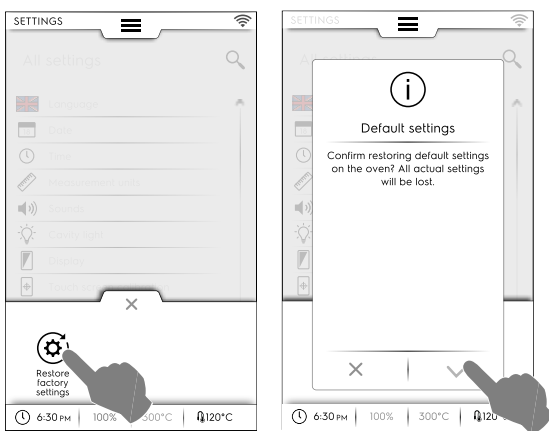 SETTINGS
All settings
Language
Date
Time
Measurement units
Sounds
Cavity light
Display
Restore
factory
settings
6:30 PM
100%
300°C
120°C
SETTINGS
Default settings
Confirm restoring default settings
on the oven? All actual settings
will be lost.
6:30 PM
100%
300°C
120